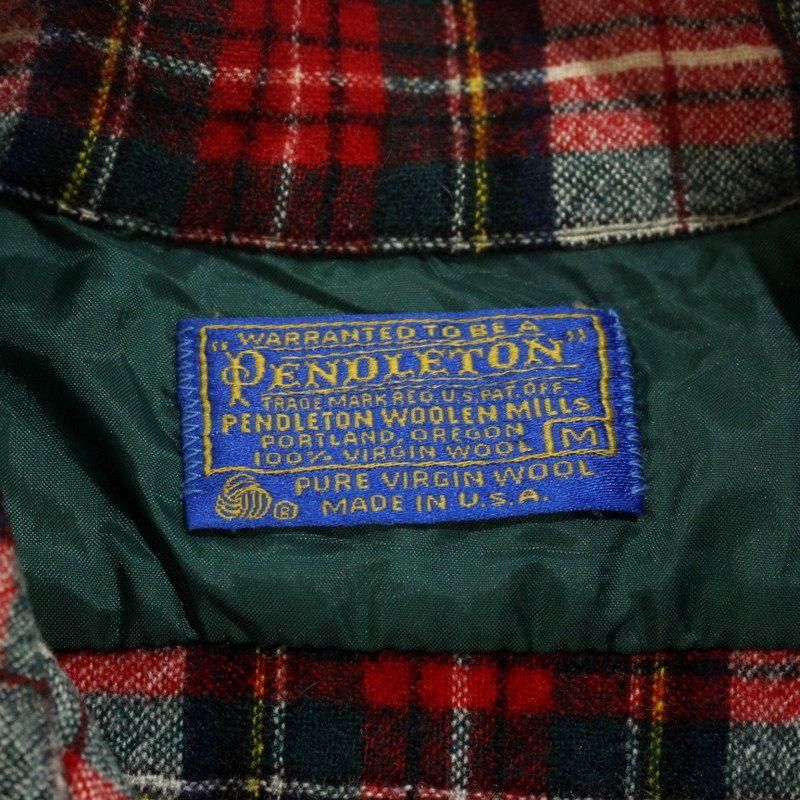 "WARRANTED TO BE A
PENDLETON"
TRADE MARK REG. U.S. PAT. OFF.
PENDLETON WOOLEN MILLS
PORTLAND, OREGON
100% VIRGIN WOOL M
PURE VIRGIN WOOL
® MADE IN U.S.A.